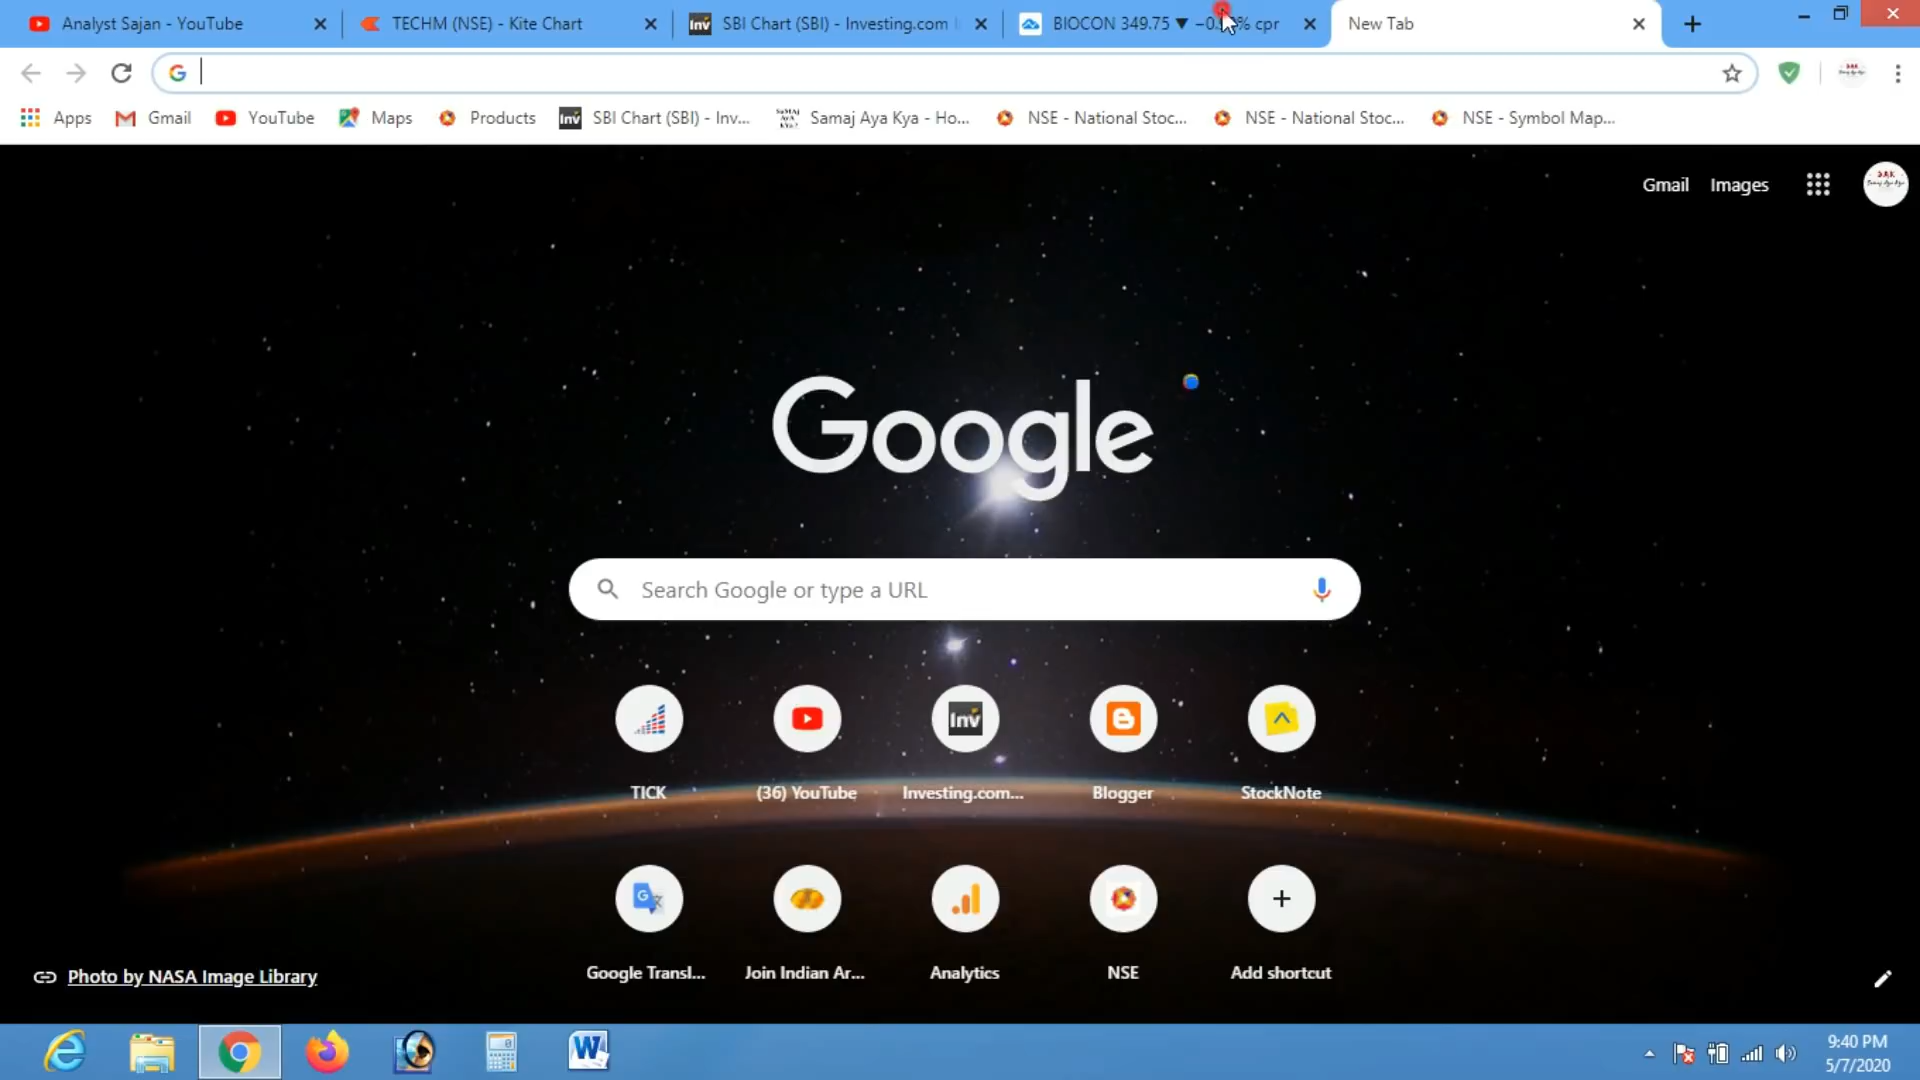 Analyst Sajan - YouTube
TECHM (NSE) - Kite Chart
SBI Chart (SBI) - Investing.com
BIOCON 349.75 ▼ cpr
New Tab
Apps
Gmail
YouTube
Maps
Products
SBI Chart (SBI) - Inv...
Samaj Aya Kya - Ho...
NSE - National Stoc...
NSE - National Stoc...
NSE - Symbol Map...
Gmail
Images
Google
Search Google or type a URL
Inv
TICK
(36) YouTube
Investing.com...
Blogger
StockNote
Google Transl...
Join Indian Ar...
Analytics
NSE
Add shortcut
Photo by NASA Image Library
9:40 PM
5/7/2020